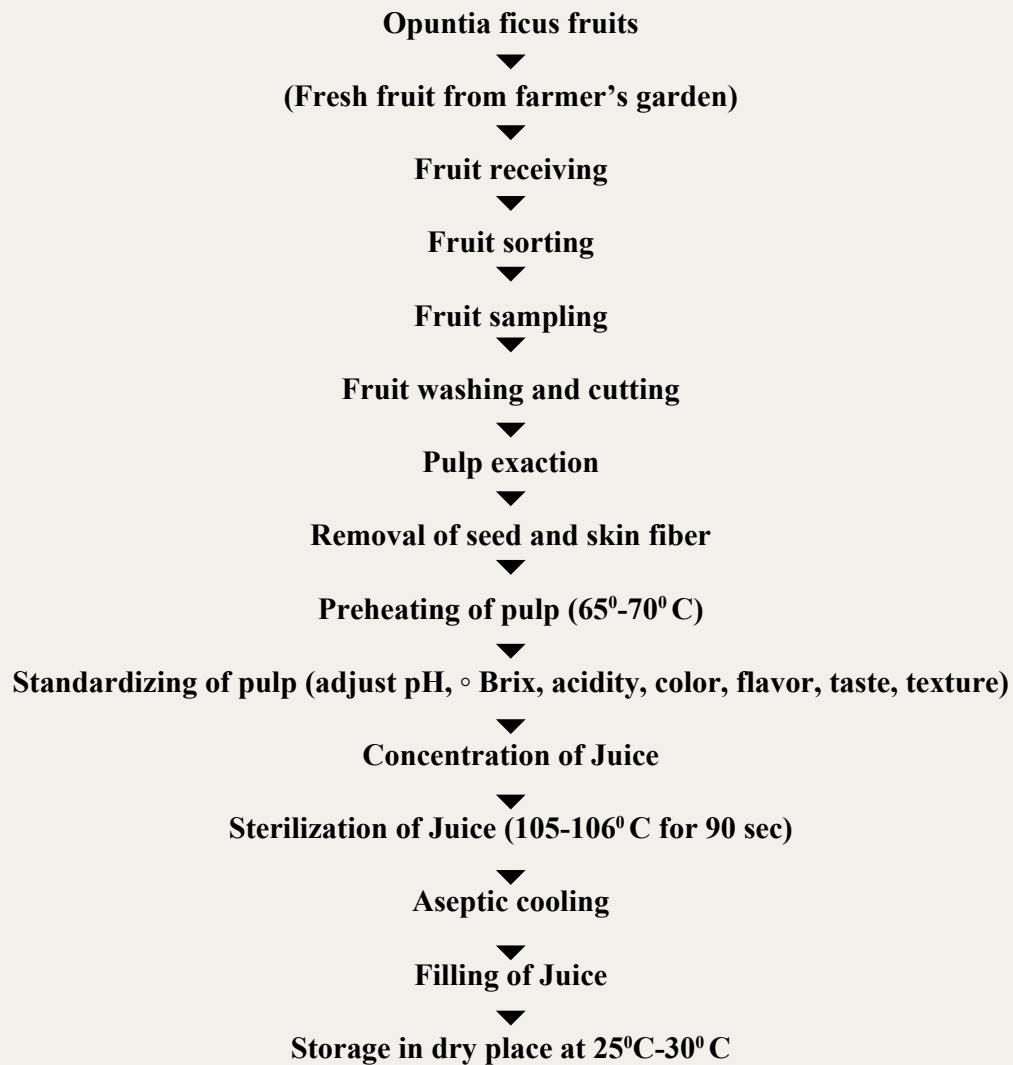 Opuntia ficus fruits
(Fresh fruit from farmer’s garden)
Fruit receiving
Fruit sorting
Fruit sampling
Fruit washing and cutting
Pulp exaction
Removal of seed and skin fiber
Preheating of pulp (65⁰-70⁰ C)
Standardizing of pulp (adjust pH, ◦ Brix, acidity, color, flavor, taste, texture)
Concentration of Juice
Sterilization of Juice (105-106⁰ C for 90 sec)
Aseptic cooling
Filling of Juice
Storage in dry place at 25⁰C-30⁰ C